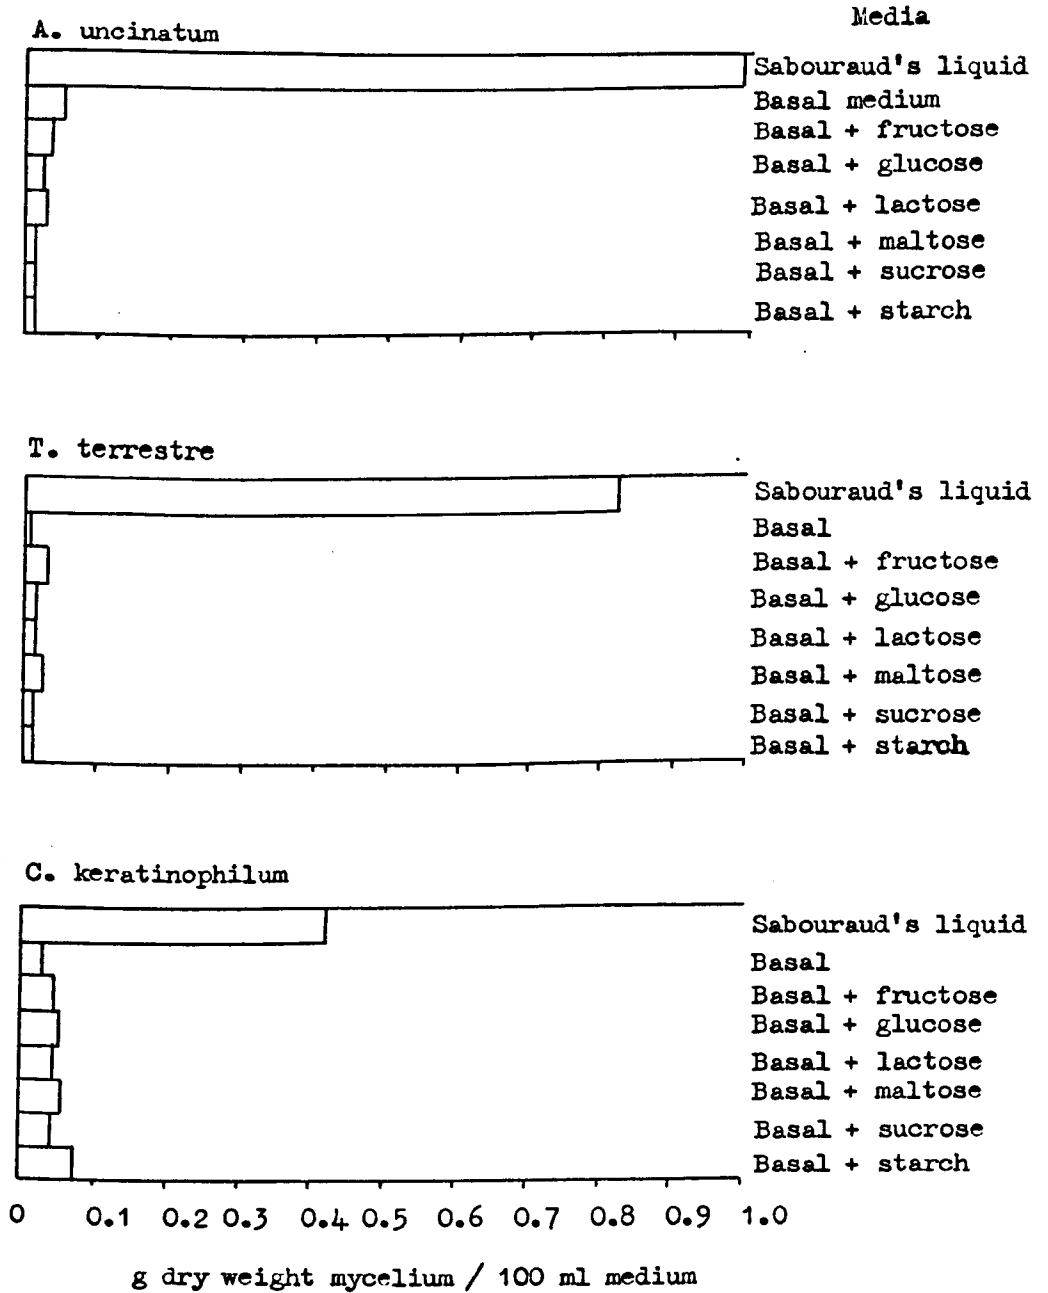 Media
A. uncinatum
Sabouraud's liquid
Basal medium
Basal + fructose
Basal + glucose
Basal + lactose
Basal + maltose
Basal + sucrose
Basal + starch
T. terrestre
Sabouraud's liquid
Basal
Basal + fructose
Basal + glucose
Basal + lactose
Basal + maltose
Basal + sucrose
Basal + starch
C. keratinophilum
Sabouraud's liquid
Basal
Basal + fructose
Basal + glucose
Basal + lactose
Basal + maltose
Basal + sucrose
Basal + starch
0 0.1 0.2 0.3 0.4 0.5 0.6 0.7 0.8 0.9 1.0
g dry weight mycelium / 100 ml medium